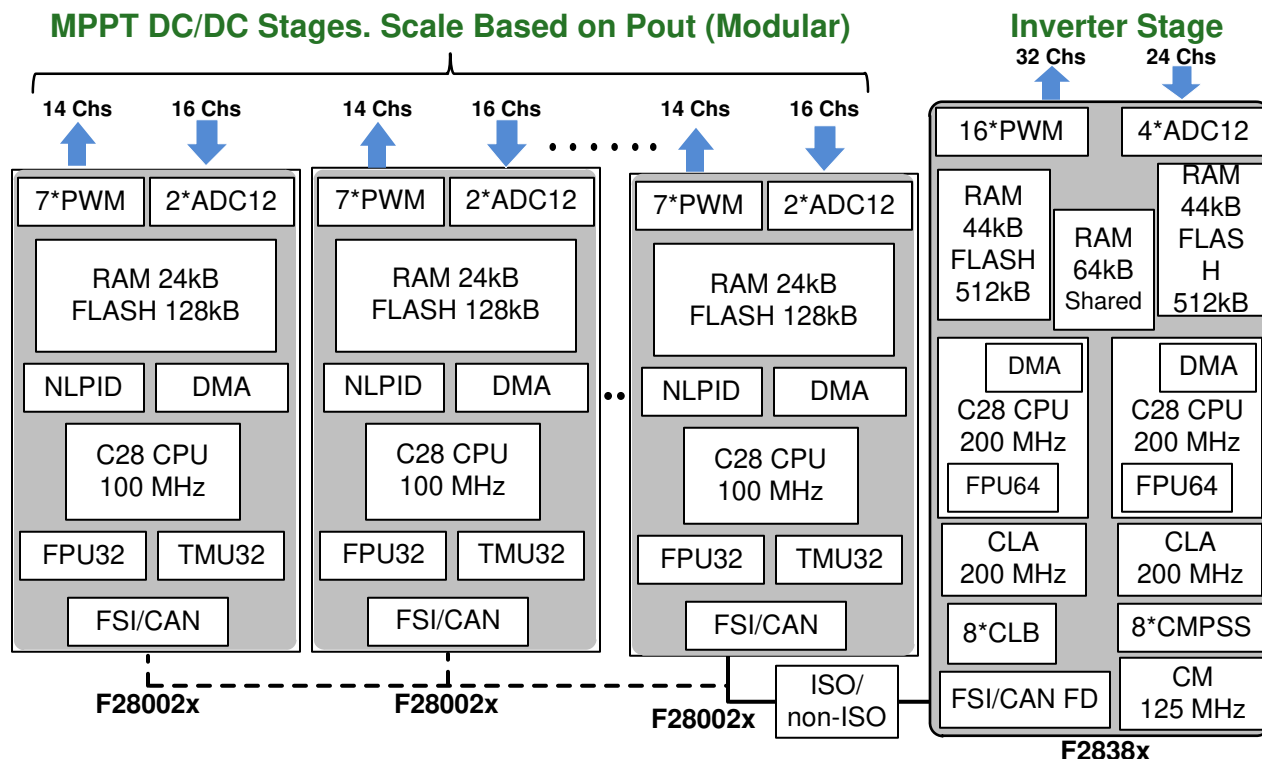 MPPT DC/DC Stages. Scale Based on Pout (Modular)
Inverter Stage
14 Chs
16 Chs
7*PWM
2*ADC12
RAM 24kB
FLASH 128kB
NLPID
DMA
C28 CPU
100 MHz
FPU32
TMU32
FSI/CAN
F28002x
14 Chs
16 Chs
7*PWM
2*ADC12
RAM 24kB
FLASH 128kB
NLPID
DMA
C28 CPU
100 MHz
FPU32
TMU32
FSI/CAN
F28002x
14 Chs
16 Chs
7*PWM
2*ADC12
RAM 24kB
FLASH 128kB
NLPID
DMA
C28 CPU
100 MHz
FPU32
TMU32
FSI/CAN
F28002x
ISO/
non-ISO
32 Chs
24 Chs
16*PWM
4*ADC12
RAM
44kB
FLASH
512kB
RAM
64kB
Shared
RAM
44kB
FLAS
H
512kB
DMA
C28 CPU
200 MHz
FPU64
DMA
C28 CPU
200 MHz
FPU64
CLA
200 MHz
CLA
200 MHz
8*CLB
8*CMPSS
FSI/CAN FD
CM
125 MHz
F2838x